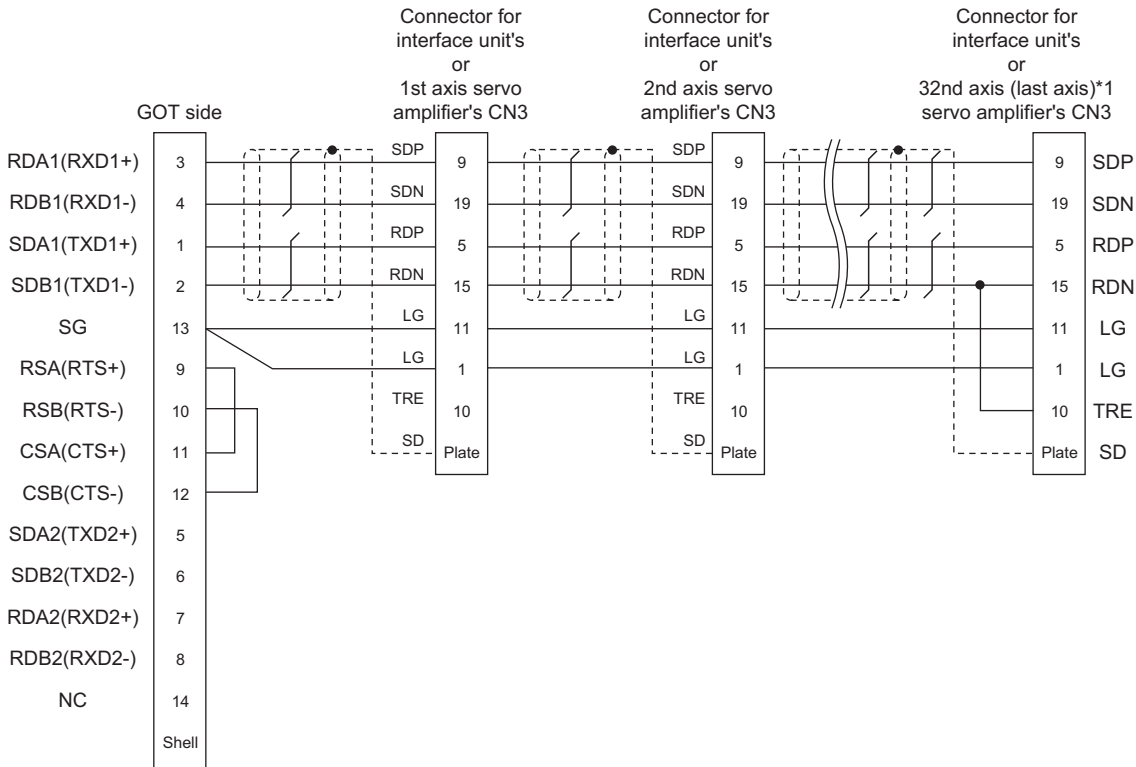 Connector for
interface unit's
or
1st axis servo
amplifier's CN3
Connector for
interface unit's
or
2nd axis servo
amplifier's CN3
Connector for
interface unit's
or
32nd axis (last axis)*1
servo amplifier's CN3
GOT side
RDA1(RXD1+) 3 SDP 9 SDP 9 9 SDP
RDB1(RXD1-) 4 SDN 19 SDN 19 19 SDN
SDA1(TXD1+) 1 RDP 5 RDP 5 5 RDP
SDB1(TXD1-) 2 RDN 15 RDN 15 15 RDN
SG 13 LG 11 LG 11 11 LG
RSA(RTS+) 9 LG 1 LG 1 1 LG
RSB(RTS-) 10 TRE 10 TRE 10 10 TRE
CSA(CTS+) 11 SD Plate SD Plate Plate SD
CSB(CTS-) 12
SDA2(TXD2+) 5
SDB2(TXD2-) 6
RDA2(RXD2+) 7
RDB2(RXD2-) 8
NC 14
Shell